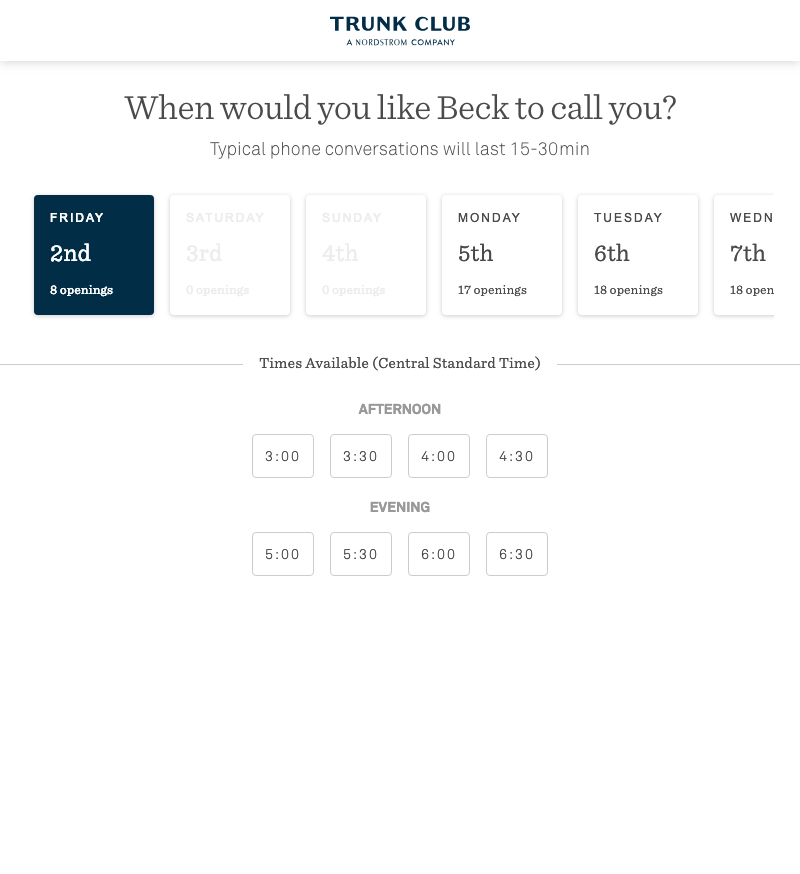 TRUNK CLUB
A NORDSTROM COMPANY
When would you like Beck to call you?
Typical phone conversations will last 15-30min
FRIDAY
2nd
8 openings
SATURDAY
3rd
0 openings
SUNDAY
4th
0 openings
MONDAY
5th
17 openings
TUESDAY
6th
18 openings
WEDN
7th
18 open
Times Available (Central Standard Time)
AFTERNOON
3:00 3:30 4:00 4:30
EVENING
5:00 5:30 6:00 6:30